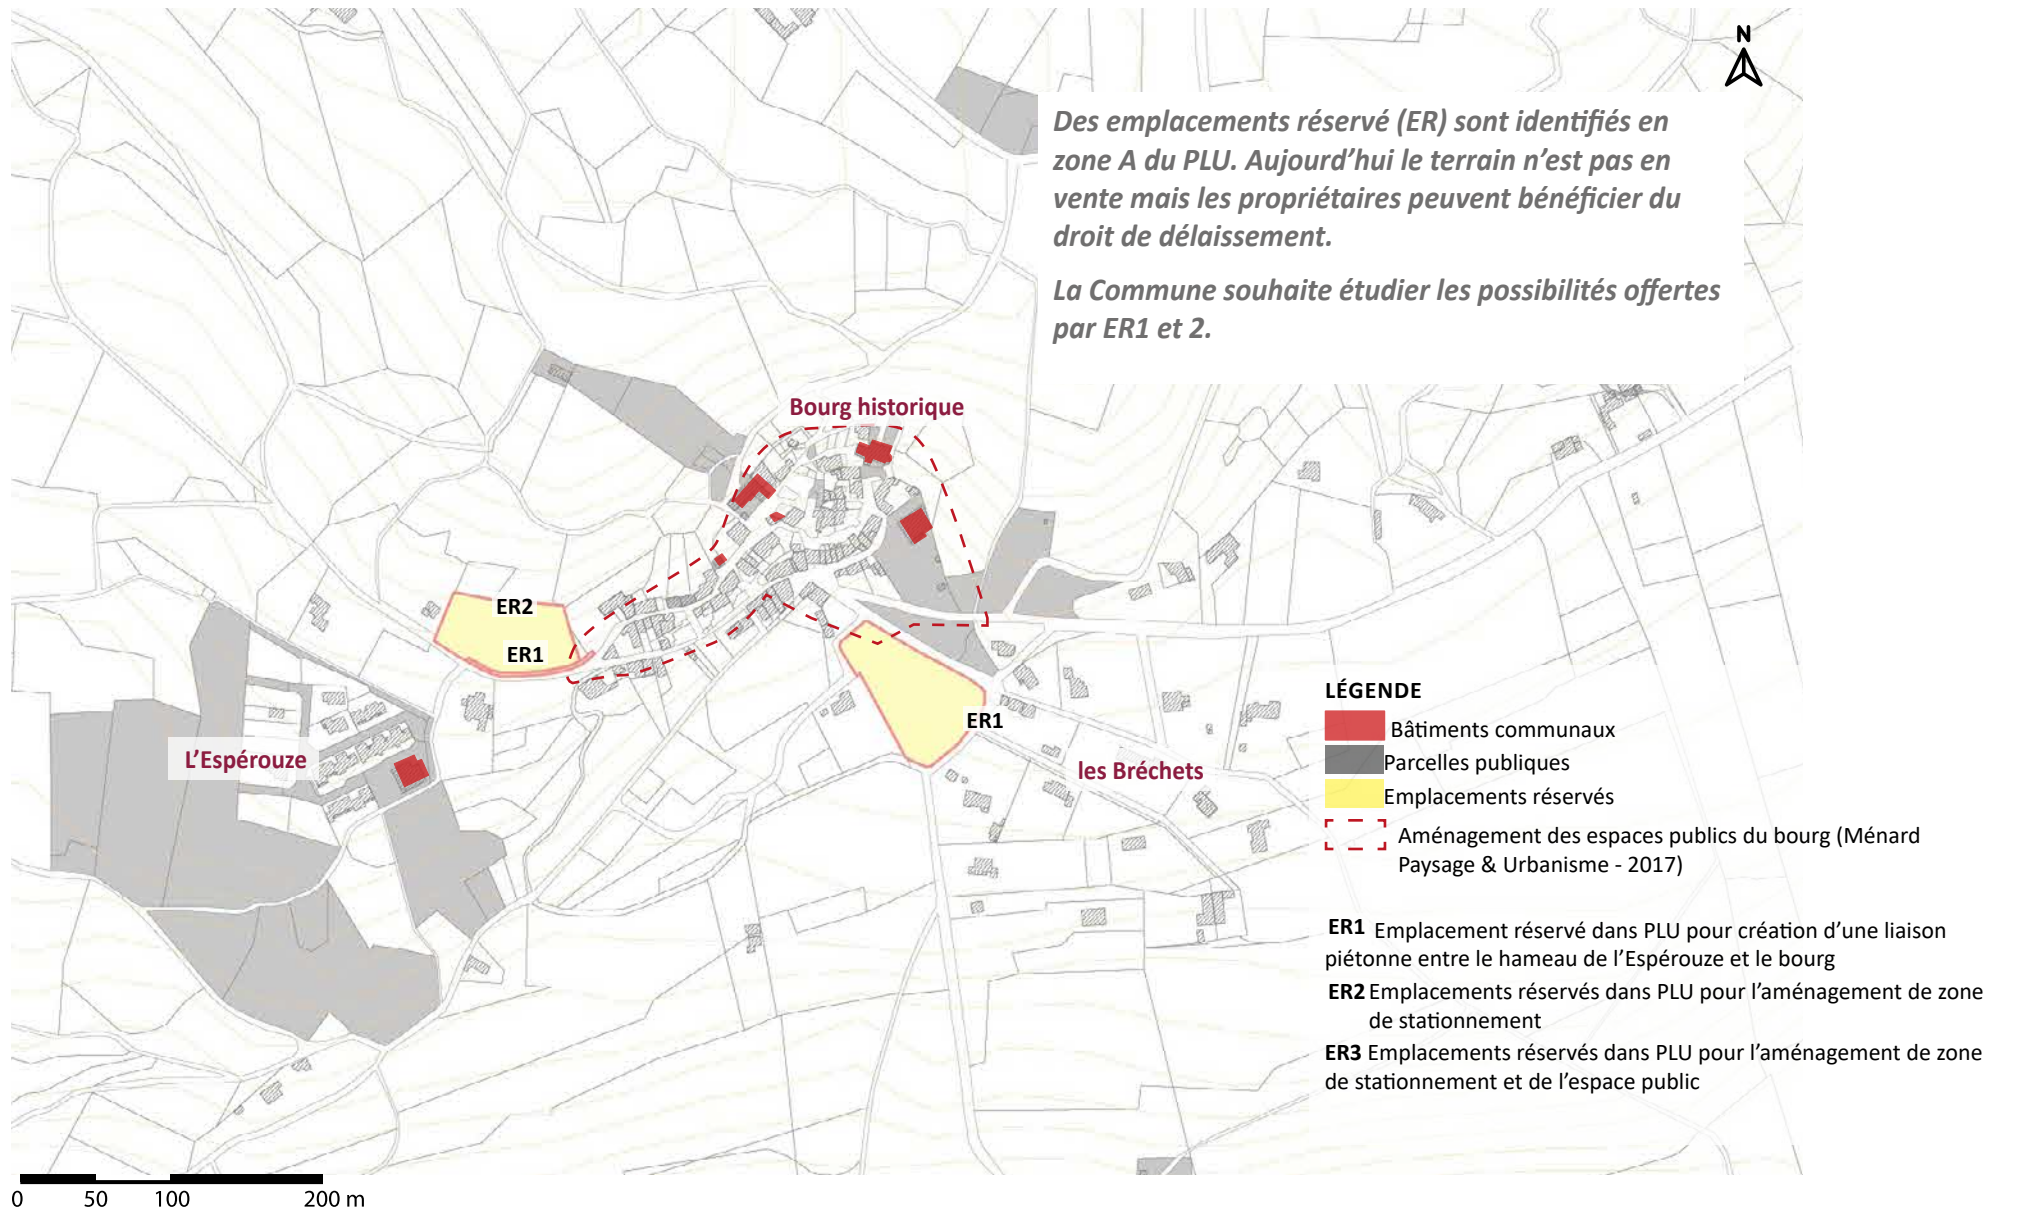 N
Des emplacements réservé (ER) sont identifiés en
zone A du PLU. Aujourd’hui le terrain n’est pas en
vente mais les propriétaires peuvent bénéficier du
droit de délaissement.
La Commune souhaite étudier les possibilités offertes
par ER1 et 2.
Bourg historique
ER2
ER1
ER1
L’Espérouze
les Bréchets
LÉGENDE
Bâtiments communaux
Parcelles publiques
Emplacements réservés
Aménagement des espaces publics du bourg (Ménard
Paysage & Urbanisme - 2017)
ER1 Emplacement réservé dans PLU pour création d’une liaison
piétonne entre le hameau de l’Espérouze et le bourg
ER2 Emplacements réservés dans PLU pour l’aménagement de zone
de stationnement
ER3 Emplacements réservés dans PLU pour l’aménagement de zone
de stationnement et de l’espace public
0 50 100 200 m